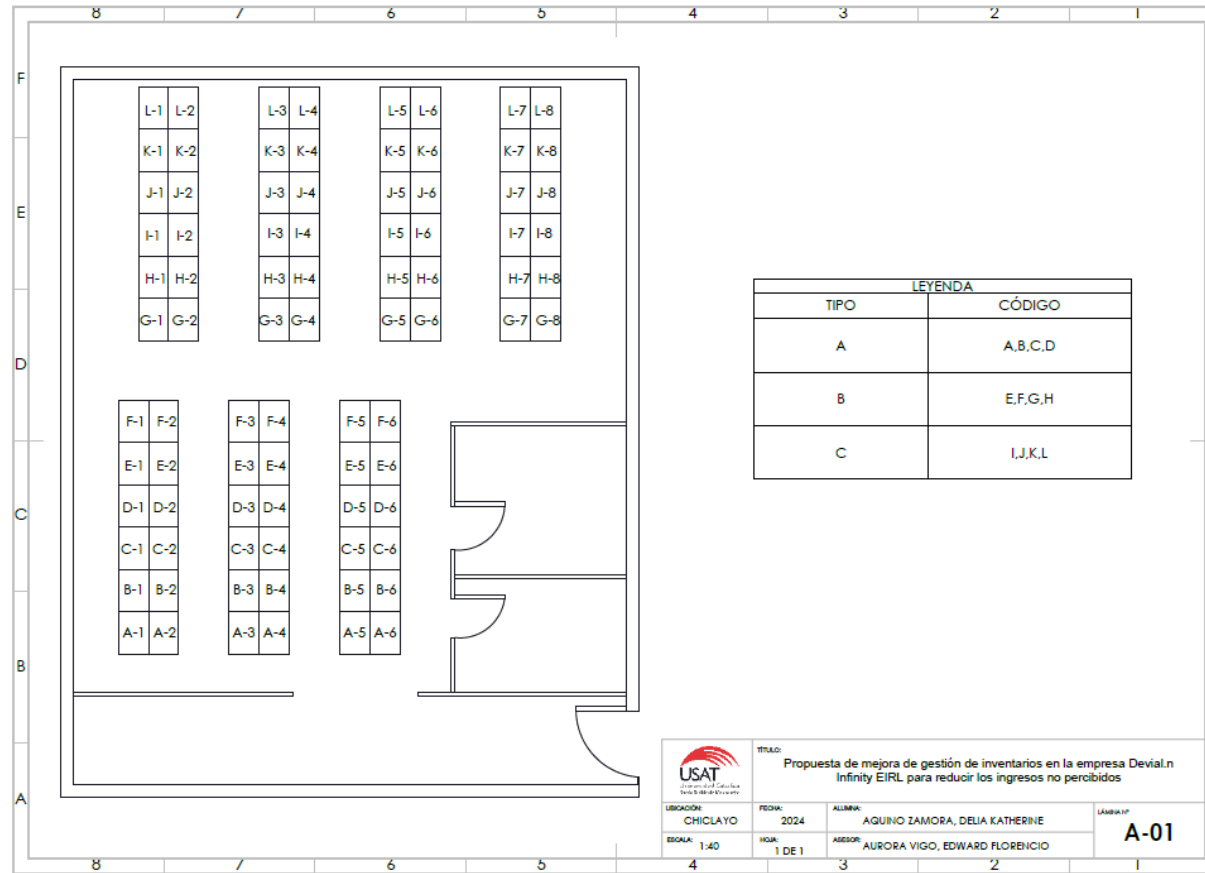 8 7 6 5 4 3 2 1
F
E
D
C
B
A
L-1 L-2 L-3 L-4 L-5 L-6 L-7 L-8
K-1 K-2 K-3 K-4 K-5 K-6 K-7 K-8
J-1 J-2 J-3 J-4 J-5 J-6 J-7 J-8
I-1 I-2 I-3 I-4 I-5 I-6 I-7 I-8
H-1 H-2 H-3 H-4 H-5 H-6 H-7 H-8
G-1 G-2 G-3 G-4 G-5 G-6 G-7 G-8
F-1 F-2 F-3 F-4 F-5 F-6
E-1 E-2 E-3 E-4 E-5 E-6
D-1 D-2 D-3 D-4 D-5 D-6
C-1 C-2 C-3 C-4 C-5 C-6
B-1 B-2 B-3 B-4 B-5 B-6
A-1 A-2 A-3 A-4 A-5 A-6
LEYENDA
TIPO CÓDIGO
A A,B,C,D
B E,F,G,H
C I,J,K,L
USAT
TÍTULO:
Propuesta de mejora de gestión de inventarios en la empresa Devial.n
Infinity EIRL para reducir los ingresos no percibidos
UBICACIÓN: CHICLAYO
FECHA: 2024
ALUMNA: AQUINO ZAMORA, DELIA KATHERINE
LÁMINA N°
A-01
ESCALA: 1:40
HOJA: 1 DE 1
ASESOR: AURORA VIGO, EDWARD FLORENCIO
8 7 6 5 4 3 2 1